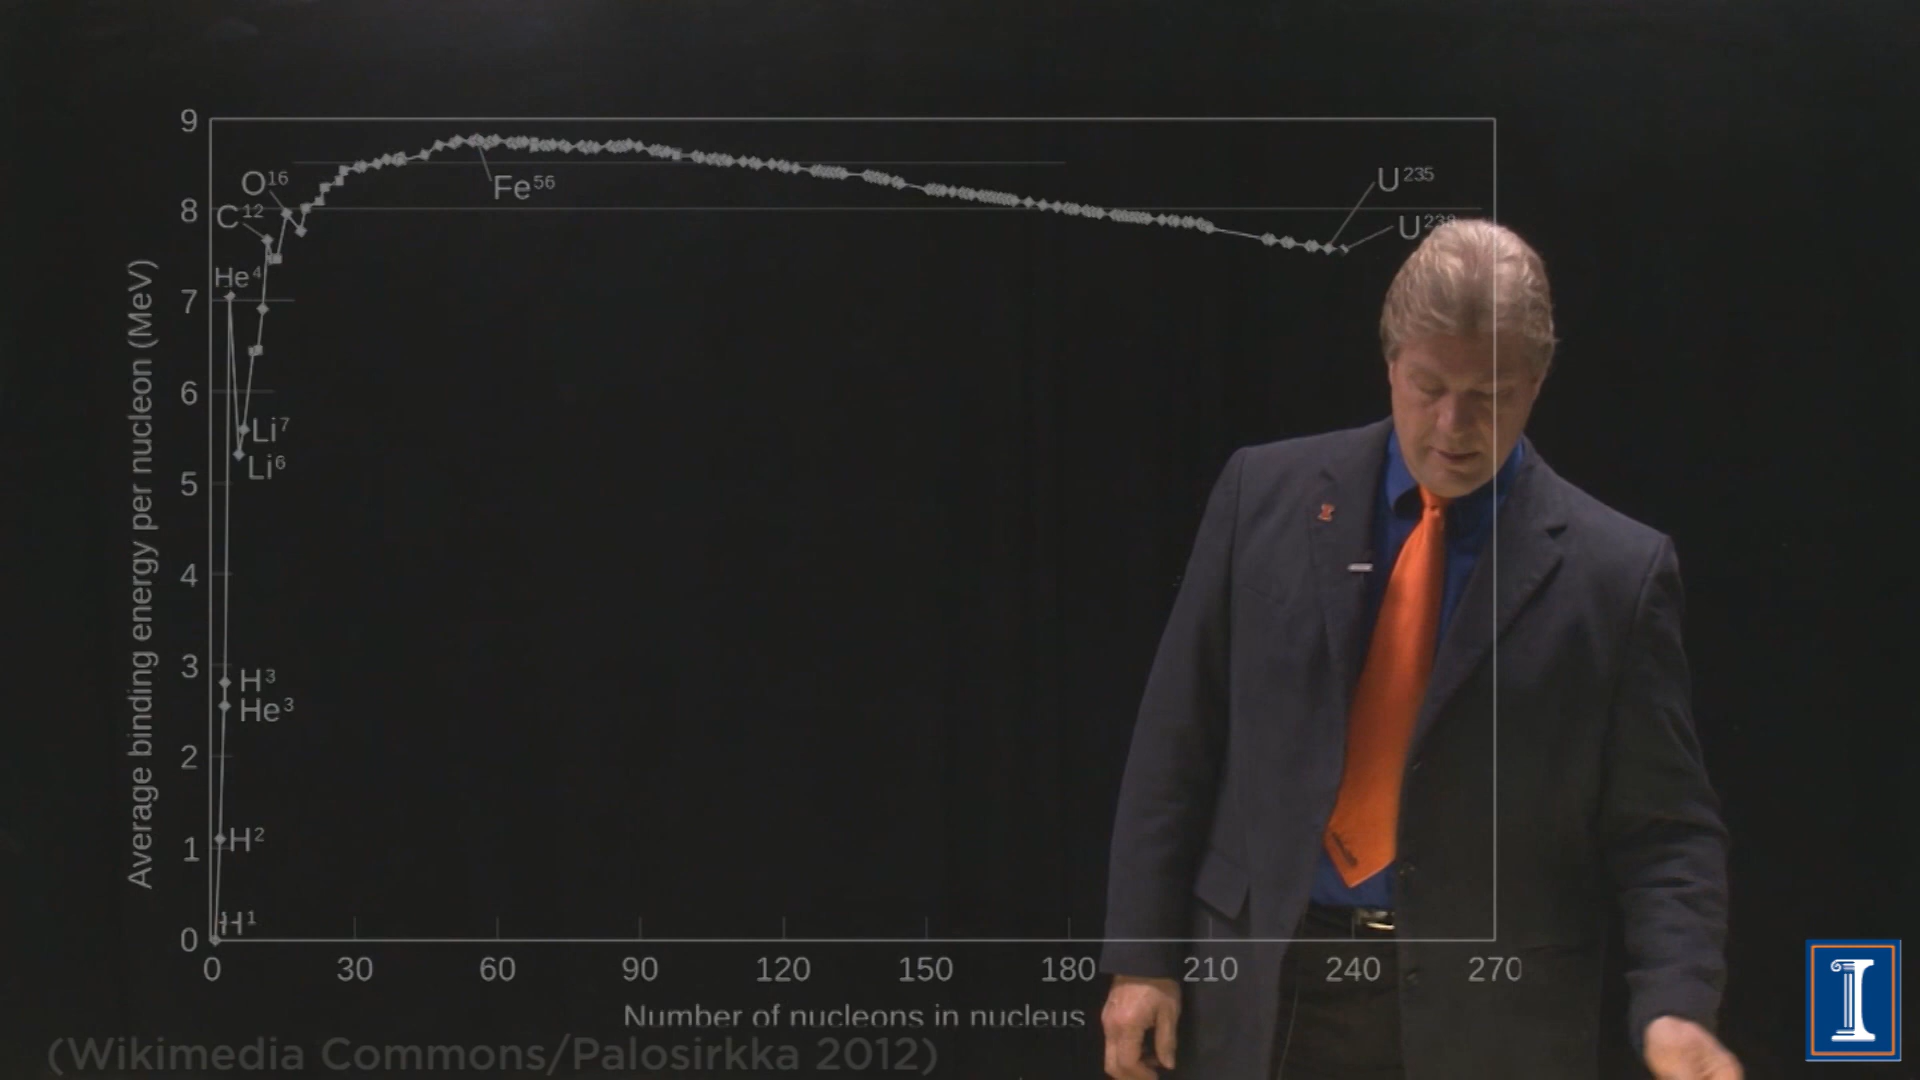 Average binding energy per nucleon (MeV)
9
8
7
6
5
4
3
2
1
0
O16
C12
He4
Li7
Li6
H3
He3
H2
H1
Fe56
U235
U238
0 30 60 90 120 150 180 210 240 270
Number of nucleons in nucleus
(Wikimedia Commons/Palosirkka 2012)
I